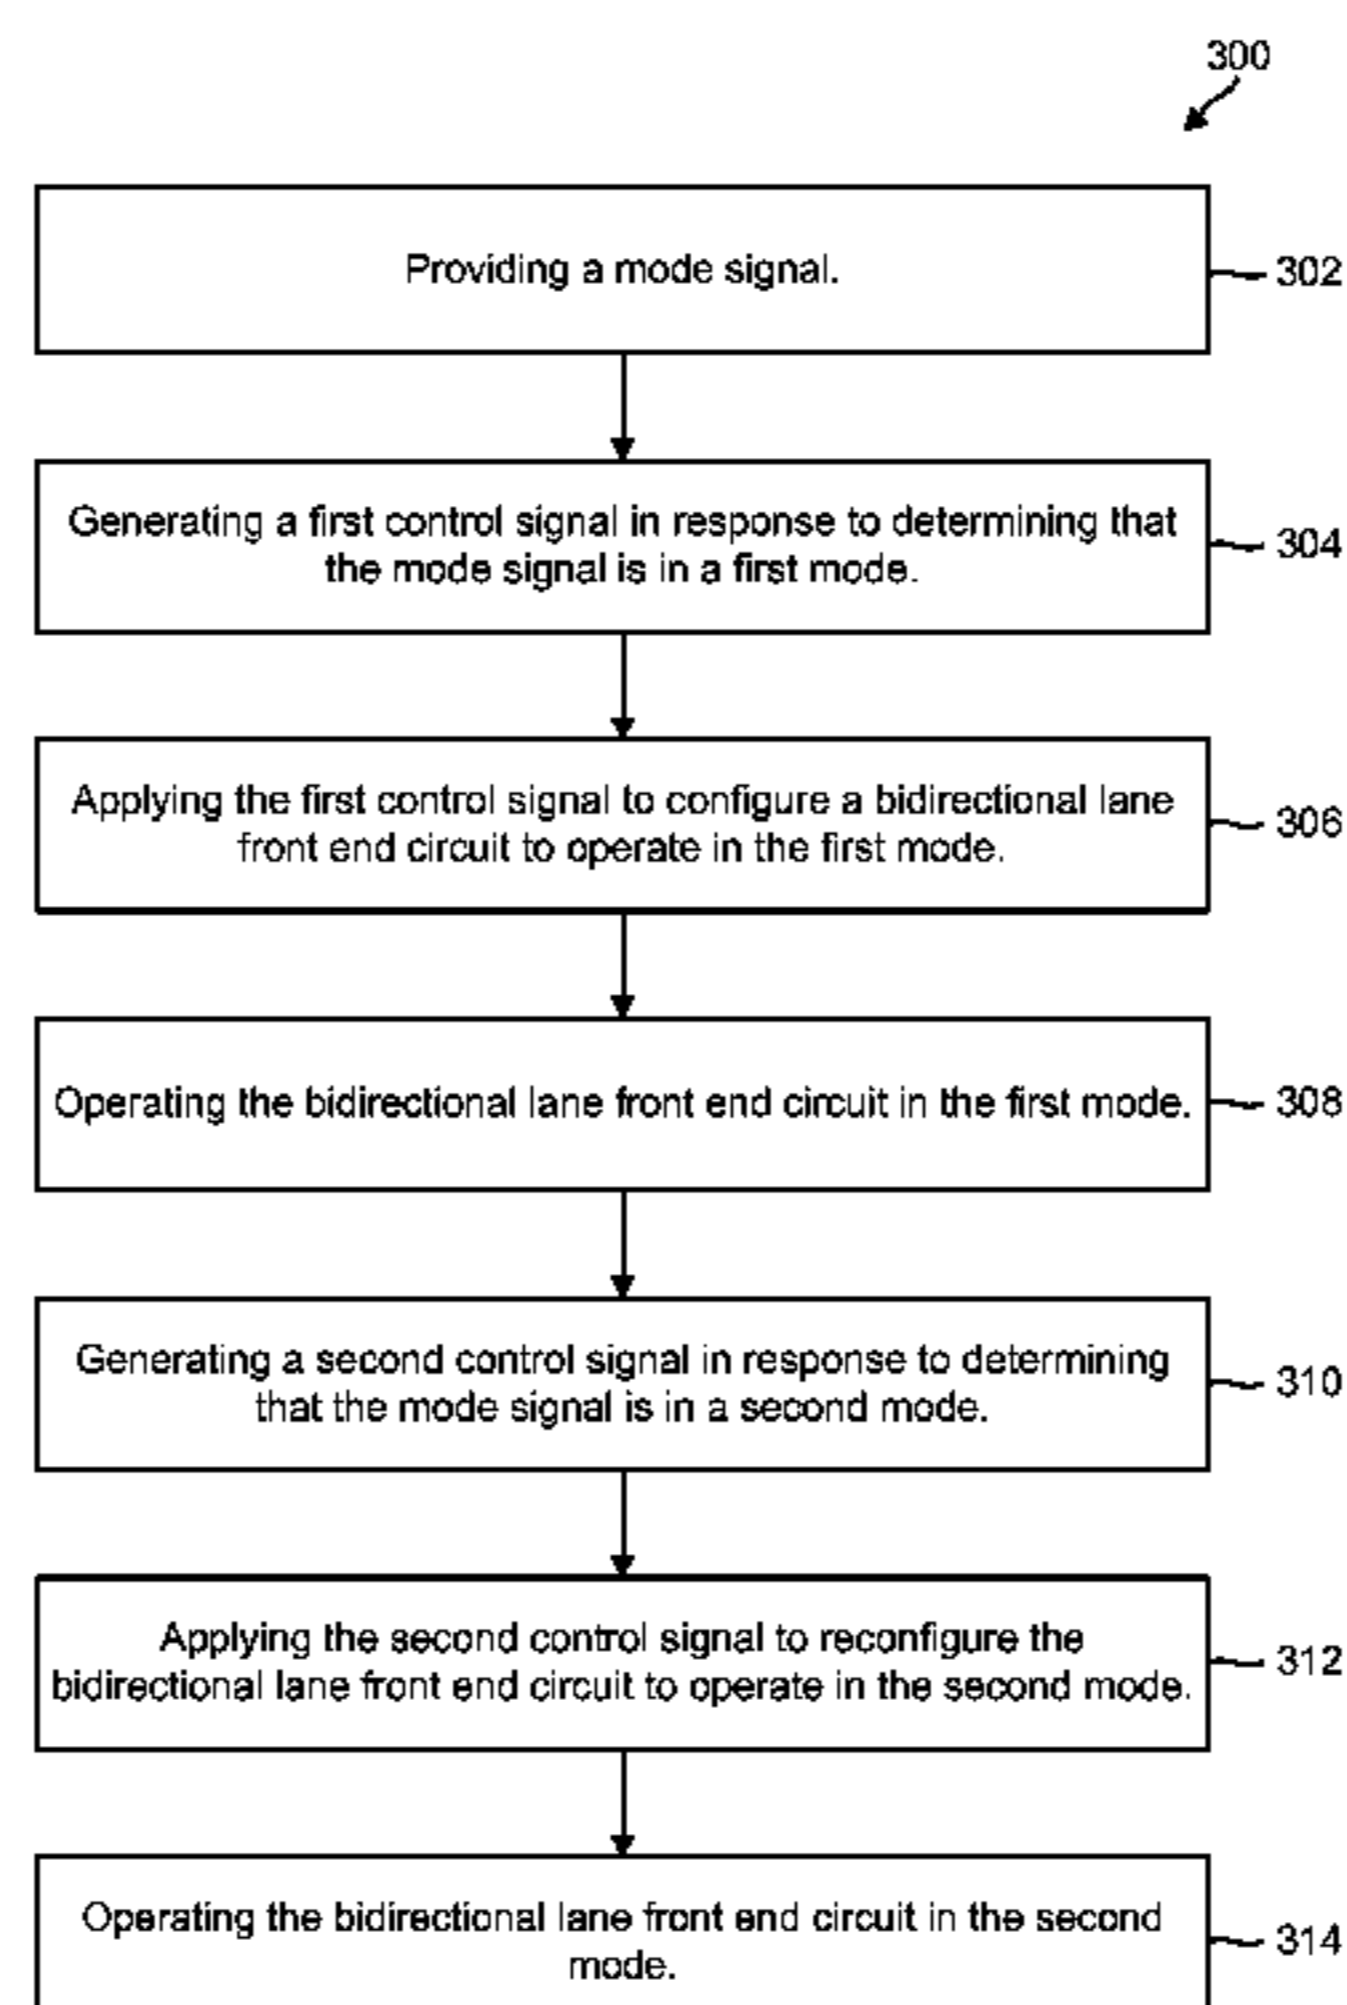 300
Providing a mode signal.
302
Generating a first control signal in response to determining that
the mode signal is in a first mode.
304
Applying the first control signal to configure a bidirectional lane
front end circuit to operate in the first mode.
306
Operating the bidirectional lane front end circuit in the first mode.
308
Generating a second control signal in response to determining
that the mode signal is in a second mode.
310
Applying the second control signal to reconfigure the
bidirectional lane front end circuit to operate in the second mode.
312
Operating the bidirectional lane front end circuit in the second
mode.
314